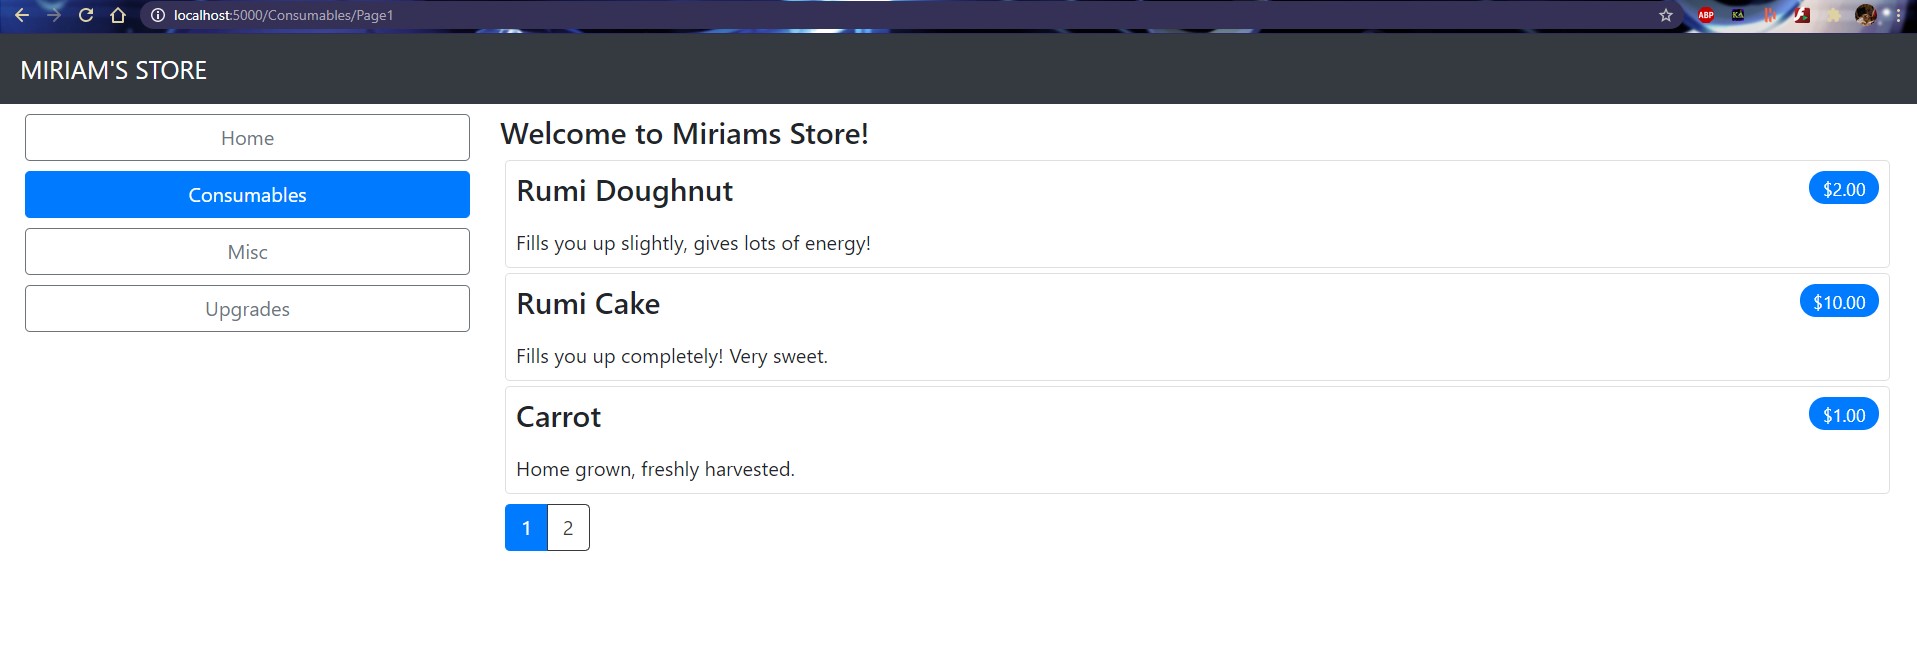 localhost:5000/Consumables/Page1
ABP
MIRIAM'S STORE
Home
Consumables
Misc
Upgrades
Welcome to Miriams Store!
Rumi Doughnut
$2.00
Fills you up slightly, gives lots of energy!
Rumi Cake
$10.00
Fills you up completely! Very sweet.
Carrot
$1.00
Home grown, freshly harvested.
1 2